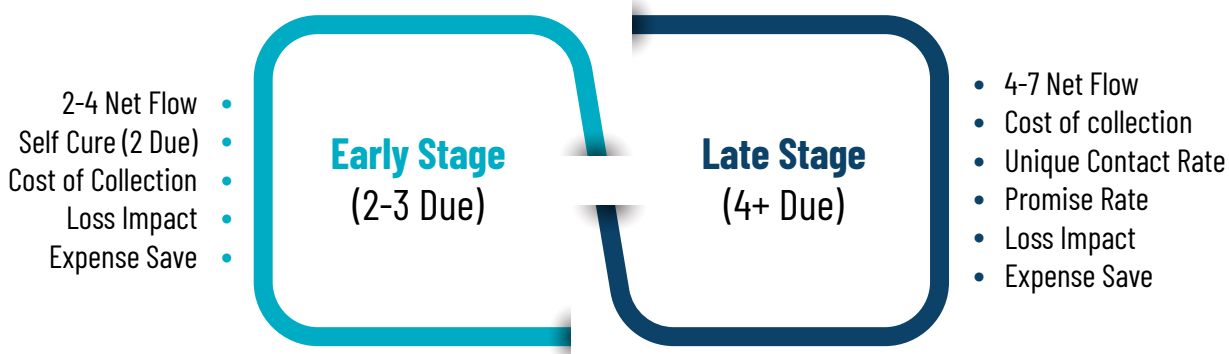 2-4 Net Flow
Self Cure (2 Due)
Cost of Collection
Loss Impact
Expense Save
Early Stage
(2-3 Due)
Late Stage
(4+ Due)
4-7 Net Flow
Cost of collection
Unique Contact Rate
Promise Rate
Loss Impact
Expense Save